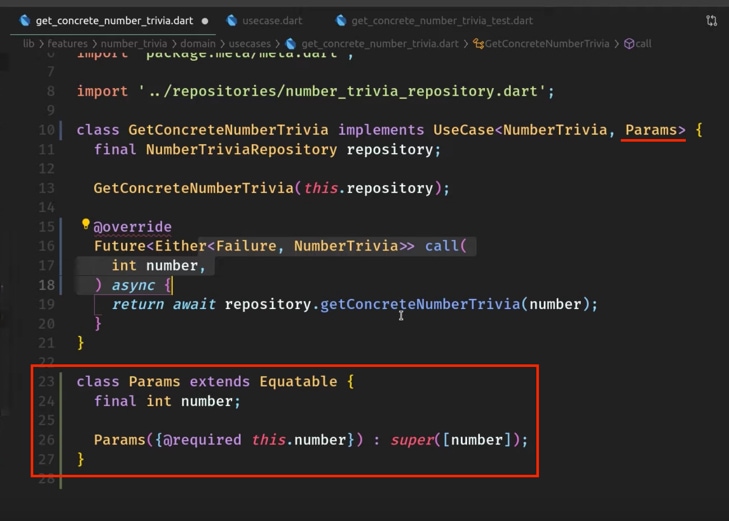 get_concrete_number_trivia.dart usecase.dart get_concrete_number_trivia_test.dart
lib > features > number_trivia > domain > usecases > get_concrete_number_trivia.dart > GetConcreteNumberTrivia > call
import 'package:meta/meta.dart';
7
8 import '../repositories/number_trivia_repository.dart';
9
10 class GetConcreteNumberTrivia implements UseCase<NumberTrivia, Params> {
11 final NumberTriviaRepository repository;
12
13 GetConcreteNumberTrivia(this.repository);
14
15 @override
16 Future<Either<Failure, NumberTrivia>> call(
17 int number,
18 ) async {
19 return await repository.getConcreteNumberTrivia(number);
20 }
21 }
22
23 class Params extends Equatable {
24 final int number;
25
26 Params({@required this.number}) : super([number]);
27 }
28